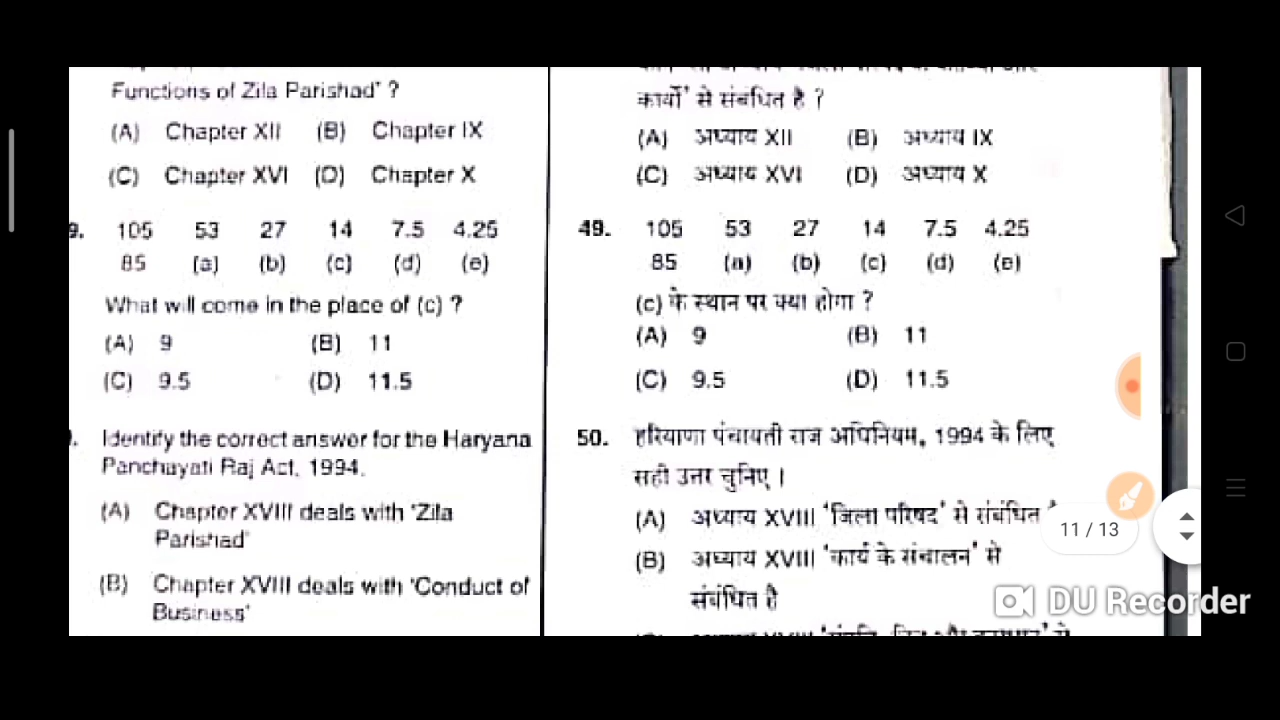 Functions of Zila Parishad' ?
(A) Chapter XII (B) Chapter IX
(C) Chapter XVI (D) Chapter X
9. 105 53 27 14 7.5 4.25
85 (a) (b) (c) (d) (e)
What will come in the place of (c) ?
(A) 9 (B) 11
(C) 9.5 (D) 11.5
Identify the correct answer for the Haryana
Panchayati Raj Act, 1994.
(A) Chapter XVIII deals with 'Zila
Parishad'
(B) Chapter XVIII deals with 'Conduct of
Business'
कार्यों' से संबंधित है ?
(A) अध्याय XII (B) अध्याय IX
(C) अध्याय XVI (D) अध्याय X
49. 105 53 27 14 7.5 4.25
85 (a) (b) (c) (d) (e)
(c) के स्थान पर क्या होगा ?
(A) 9 (B) 11
(C) 9.5 (D) 11.5
50. हरियाणा पंचायती राज अधिनियम, 1994 के लिए
सही उत्तर चुनिए ।
(A) अध्याय XVIII 'जिला परिषद' से संबंधित
(B) अध्याय XVIII 'कार्य के संचालन' से
संबंधित है
11 / 13
DU Recorder